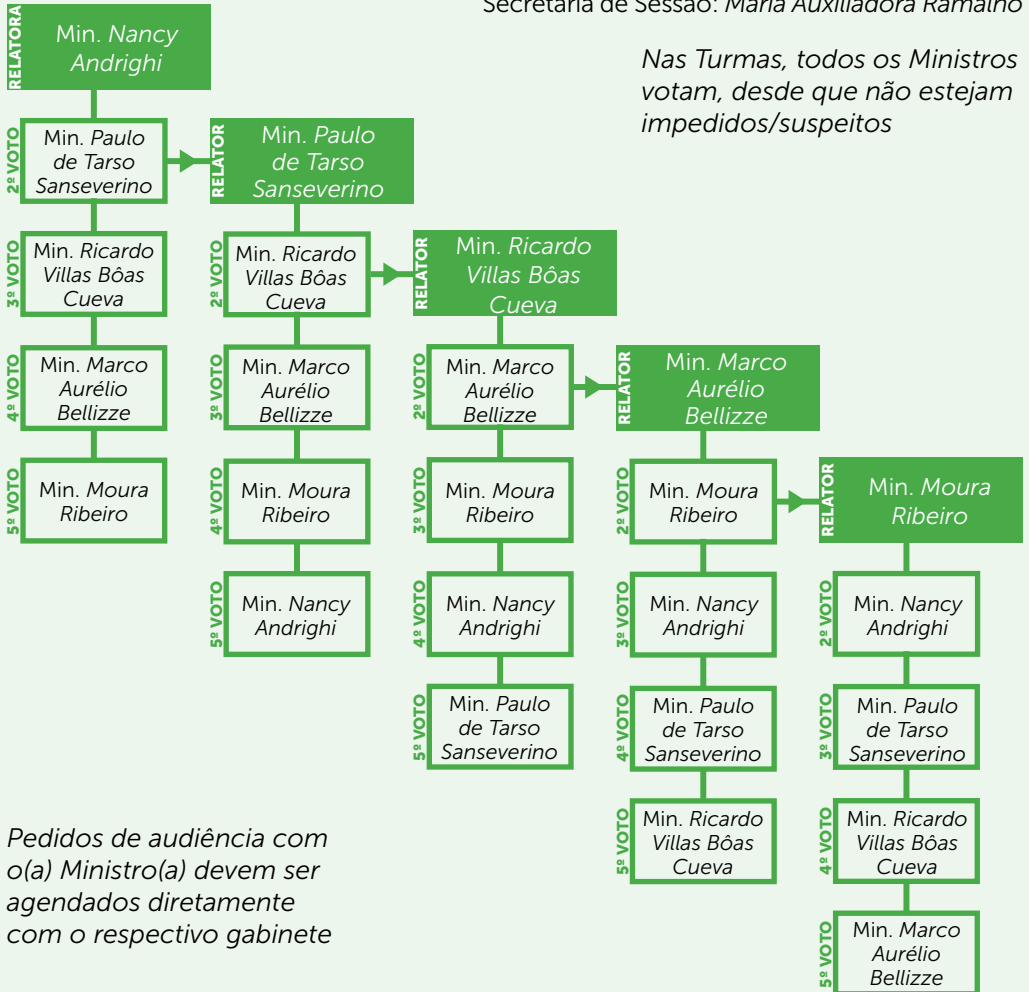 Secretária de Sessão: Maria Auxiliadora Ramalho
Nas Turmas, todos os Ministros
votam, desde que não estejam
impedidos/suspeitos
RELATORA
Min. Nancy
Andrighi
2º VOTO
Min. Paulo
de Tarso
Sanseverino
3º VOTO
Min. Ricardo
Villas Bôas
Cueva
4º VOTO
Min. Marco
Aurélio
Bellizze
5º VOTO
Min. Moura
Ribeiro
RELATOR
Min. Paulo
de Tarso
Sanseverino
2º VOTO
Min. Ricardo
Villas Bôas
Cueva
3º VOTO
Min. Marco
Aurélio
Bellizze
4º VOTO
Min. Moura
Ribeiro
5º VOTO
Min. Nancy
Andrighi
RELATOR
Min. Ricardo
Villas Bôas
Cueva
2º VOTO
Min. Marco
Aurélio
Bellizze
3º VOTO
Min. Moura
Ribeiro
4º VOTO
Min. Nancy
Andrighi
5º VOTO
Min. Paulo
de Tarso
Sanseverino
RELATOR
Min. Marco
Aurélio
Bellizze
2º VOTO
Min. Moura
Ribeiro
3º VOTO
Min. Nancy
Andrighi
4º VOTO
Min. Paulo
de Tarso
Sanseverino
5º VOTO
Min. Ricardo
Villas Bôas
Cueva
RELATOR
Min. Moura
Ribeiro
2º VOTO
Min. Nancy
Andrighi
3º VOTO
Min. Paulo
de Tarso
Sanseverino
4º VOTO
Min. Ricardo
Villas Bôas
Cueva
5º VOTO
Min. Marco
Aurélio
Bellizze
Pedidos de audiência com
o(a) Ministro(a) devem ser
agendados diretamente
com o respectivo gabinete